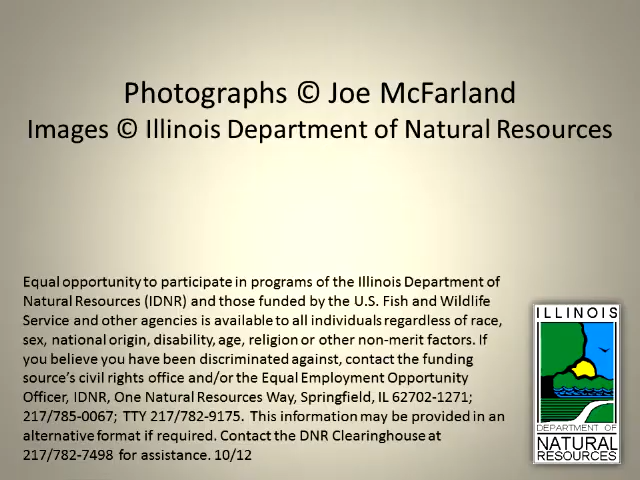 Photographs © Joe McFarland
Images © Illinois Department of Natural Resources
Equal opportunity to participate in programs of the Illinois Department of
Natural Resources (IDNR) and those funded by the U.S. Fish and Wildlife
Service and other agencies is available to all individuals regardless of race,
sex, national origin, disability, age, religion or other non-merit factors. If
you believe you have been discriminated against, contact the funding
source's civil rights office and/or the Equal Employment Opportunity
Officer, IDNR, One Natural Resources Way, Springfield, IL 62702-1271;
217/785-0067; TTY 217/782-9175. This information may be provided in an
alternative format if required. Contact the DNR Clearinghouse at
217/782-7498 for assistance. 10/12
ILLINOIS
DEPARTMENT OF
NATURAL
RESOURCES